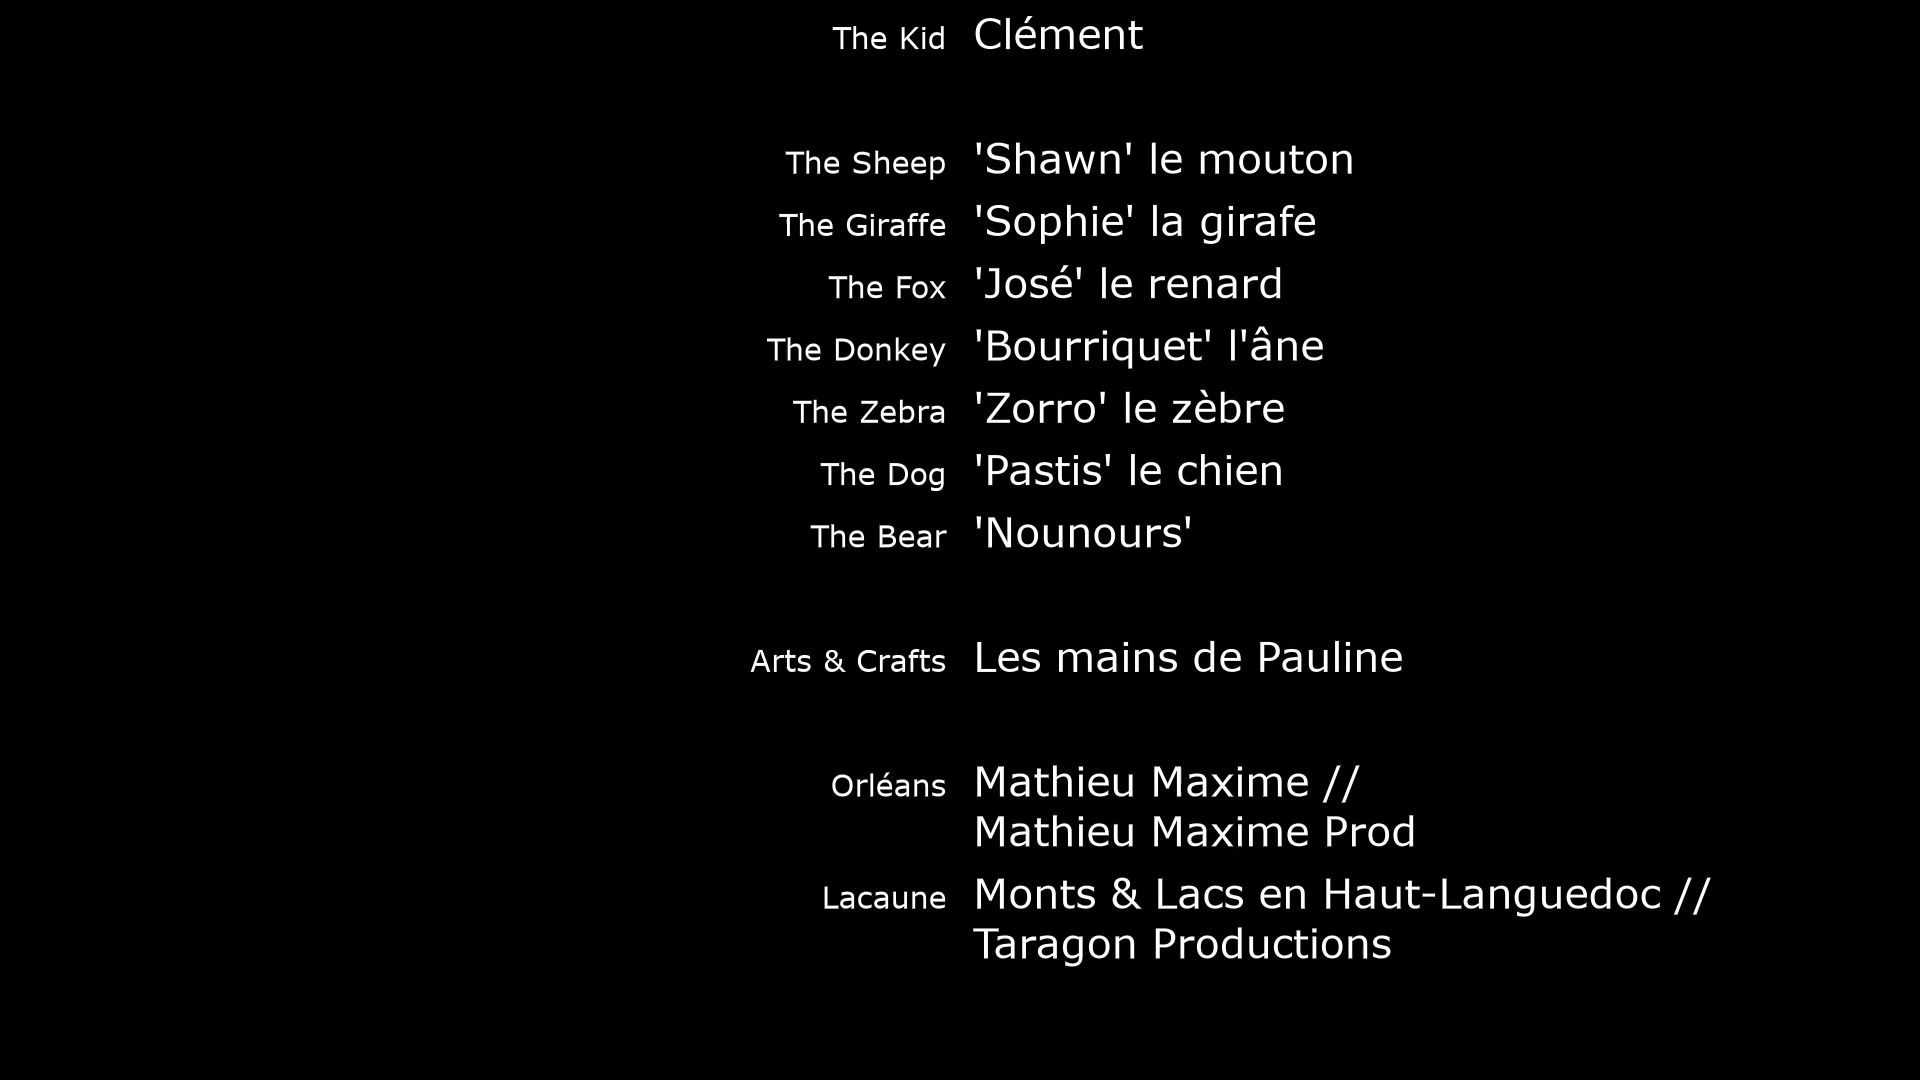 The Kid Clément
The Sheep 'Shawn' le mouton
The Giraffe 'Sophie' la girafe
The Fox 'José' le renard
The Donkey 'Bourriquet' l'âne
The Zebra 'Zorro' le zèbre
The Dog 'Pastis' le chien
The Bear 'Nounours'
Arts & Crafts Les mains de Pauline
Orléans Mathieu Maxime //
Mathieu Maxime Prod
Lacaune Monts & Lacs en Haut-Languedoc //
Taragon Productions